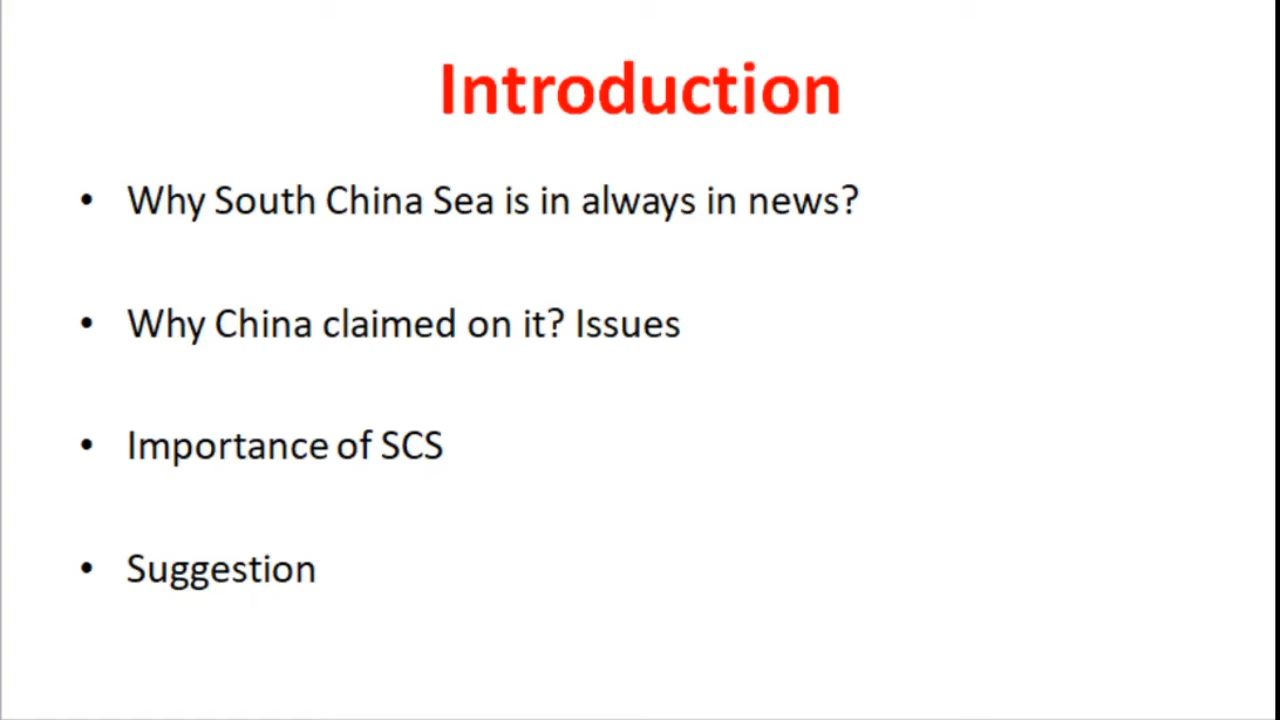 Introduction
• Why South China Sea is in always in news?
• Why China claimed on it? Issues
• Importance of SCS
• Suggestion